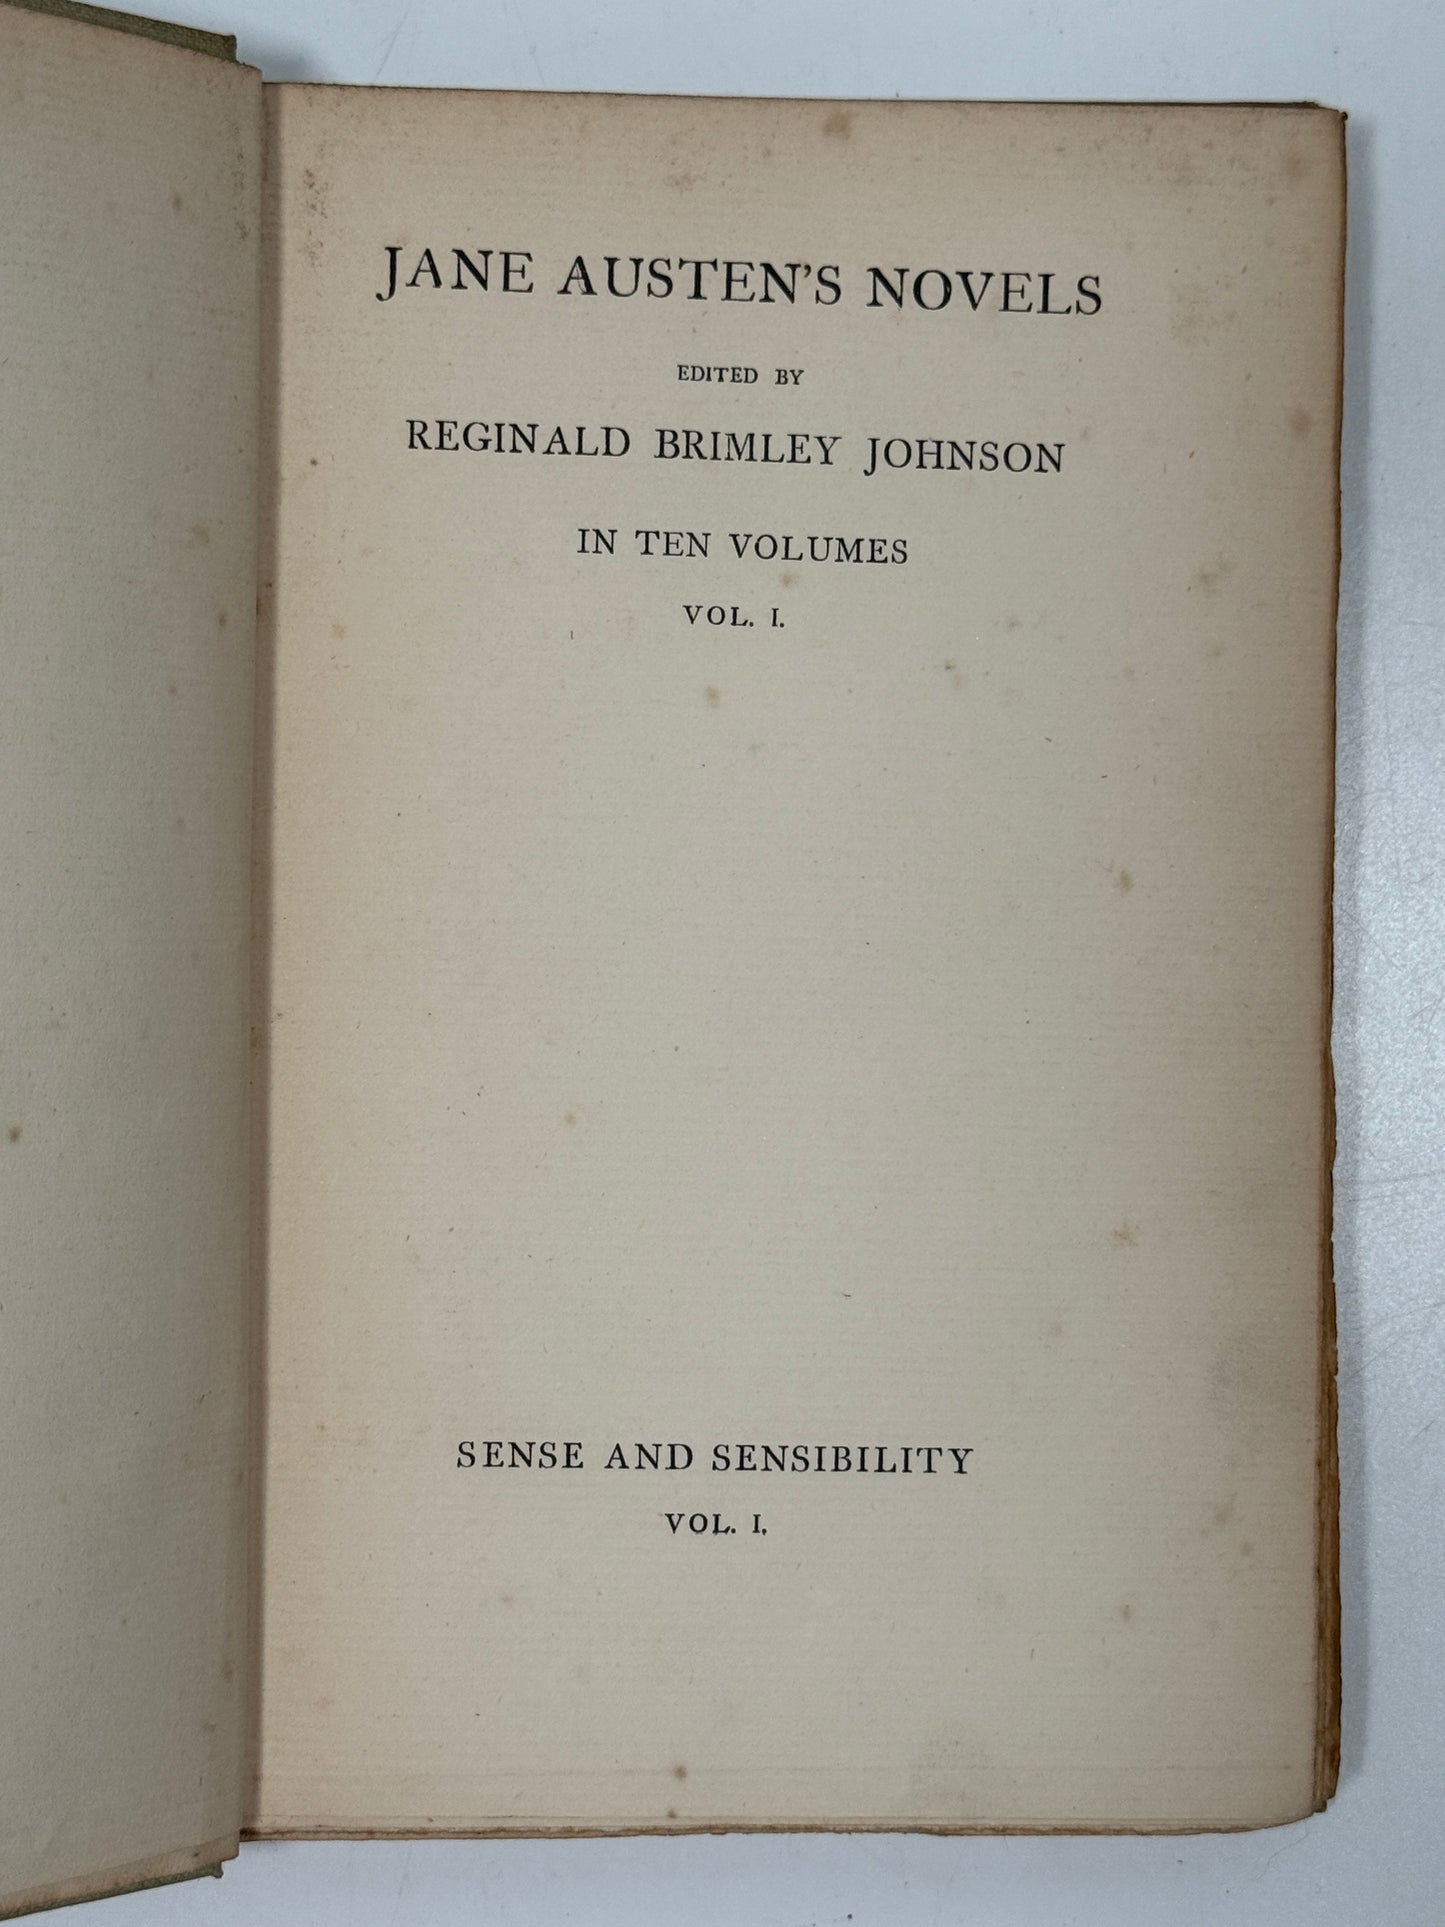 JANE AUSTEN'S NOVELS
EDITED BY
REGINALD BRIMLEY JOHNSON
IN TEN VOLUMES
VOL. I.
SENSE AND SENSIBILITY
VOL. I.